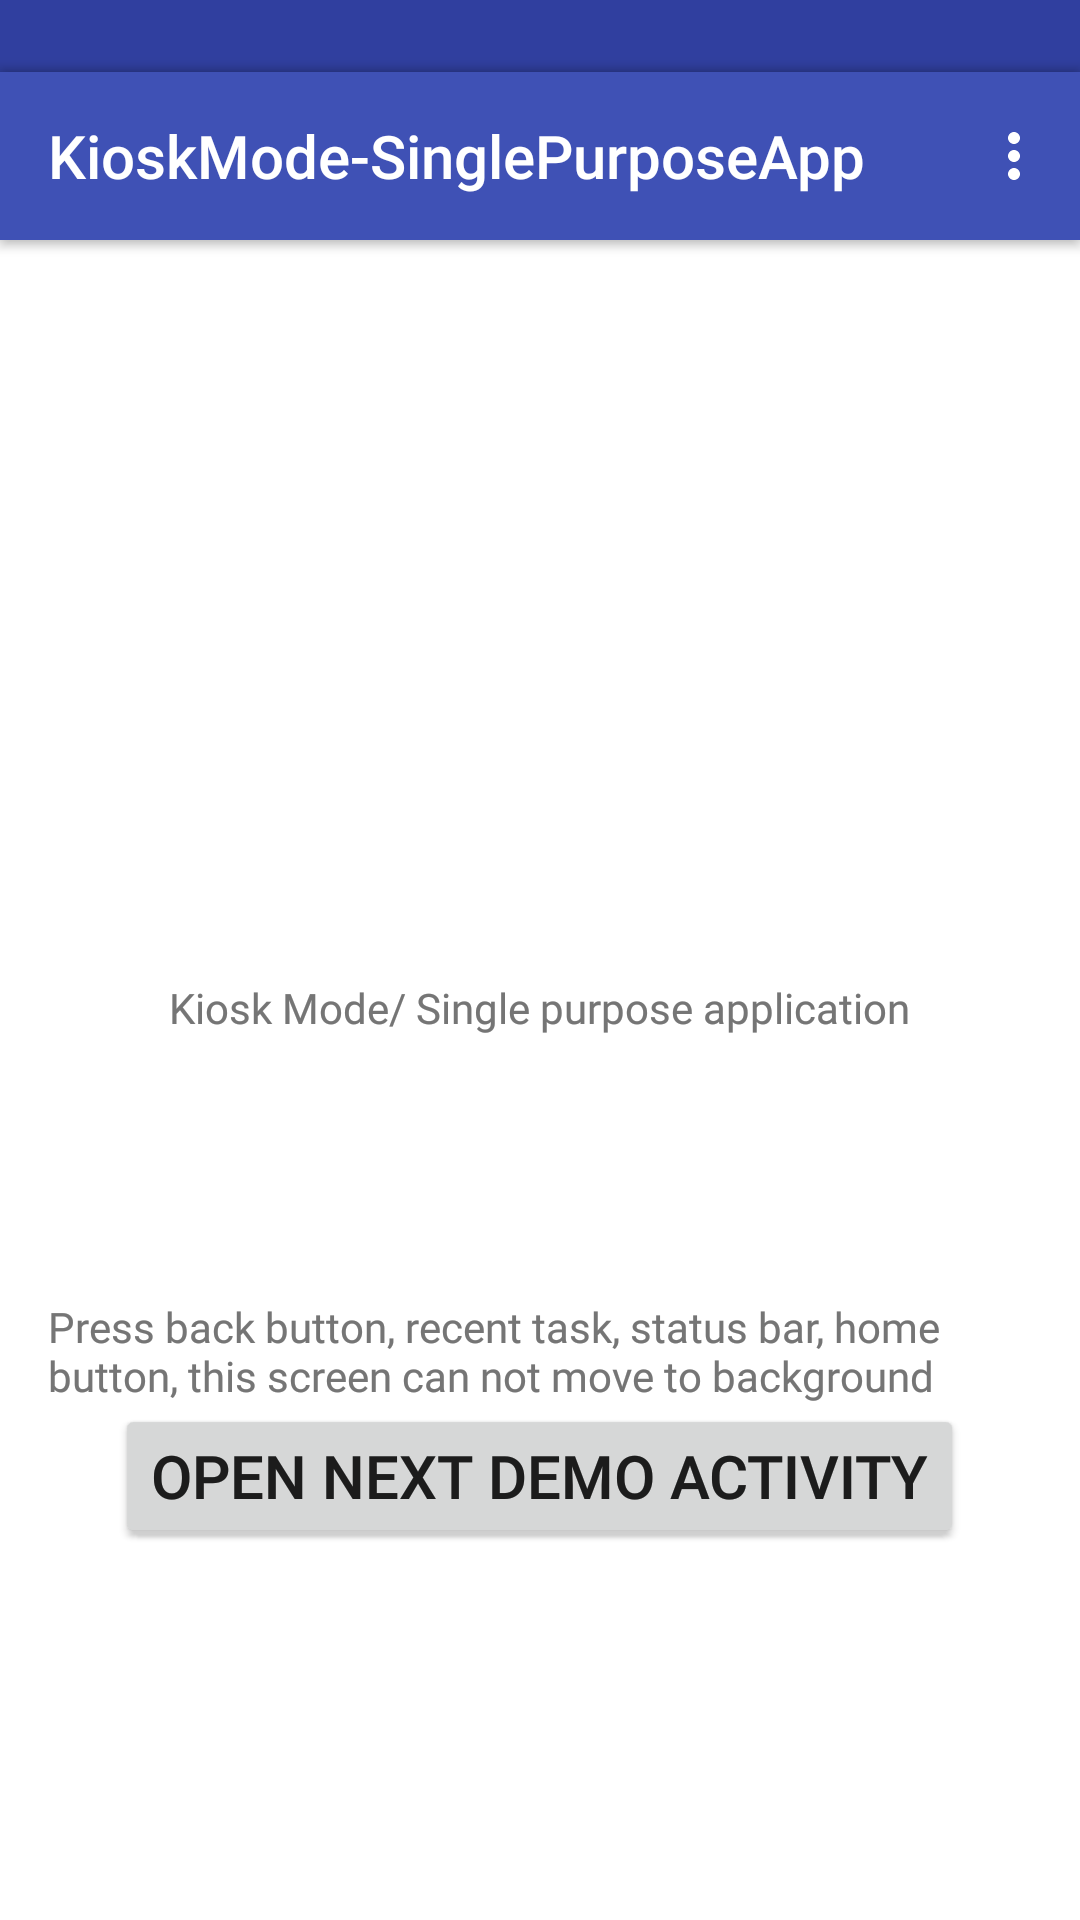 KioskMode-SinglePurposeApp
Kiosk Mode/ Single purpose application
Press back button, recent task, status bar, home
button, this screen can not move to background
OPEN NEXT DEMO ACTIVITY